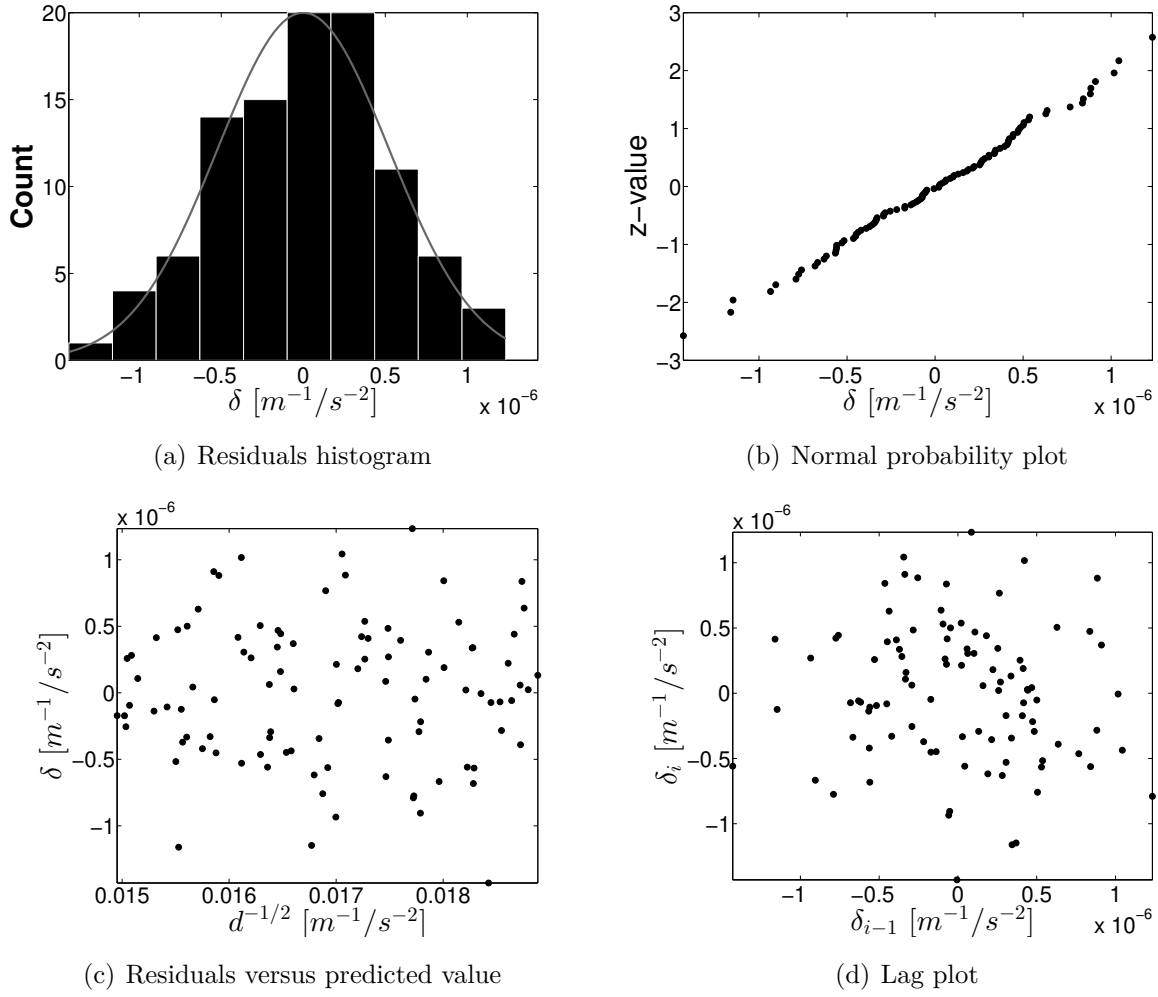 20
15
10
5
0
Count
−1 −0.5 0 0.5 1
x 10⁻⁶
δ [m⁻¹/s⁻²]
(a) Residuals histogram
3
2
1
0
−1
−2
−3
z-value
−1 −0.5 0 0.5 1
x 10⁻⁶
δ [m⁻¹/s⁻²]
(b) Normal probability plot
x 10⁻⁶
1
0.5
0
−0.5
−1
δ [m⁻¹/s⁻²]
0.015 0.016 0.017 0.018
d⁻¹/² [m⁻¹/s⁻²]
(c) Residuals versus predicted value
x 10⁻⁶
1
0.5
0
−0.5
−1
δᵢ [m⁻¹/s⁻²]
−1 −0.5 0 0.5 1
x 10⁻⁶
δᵢ₋₁ [m⁻¹/s⁻²]
(d) Lag plot